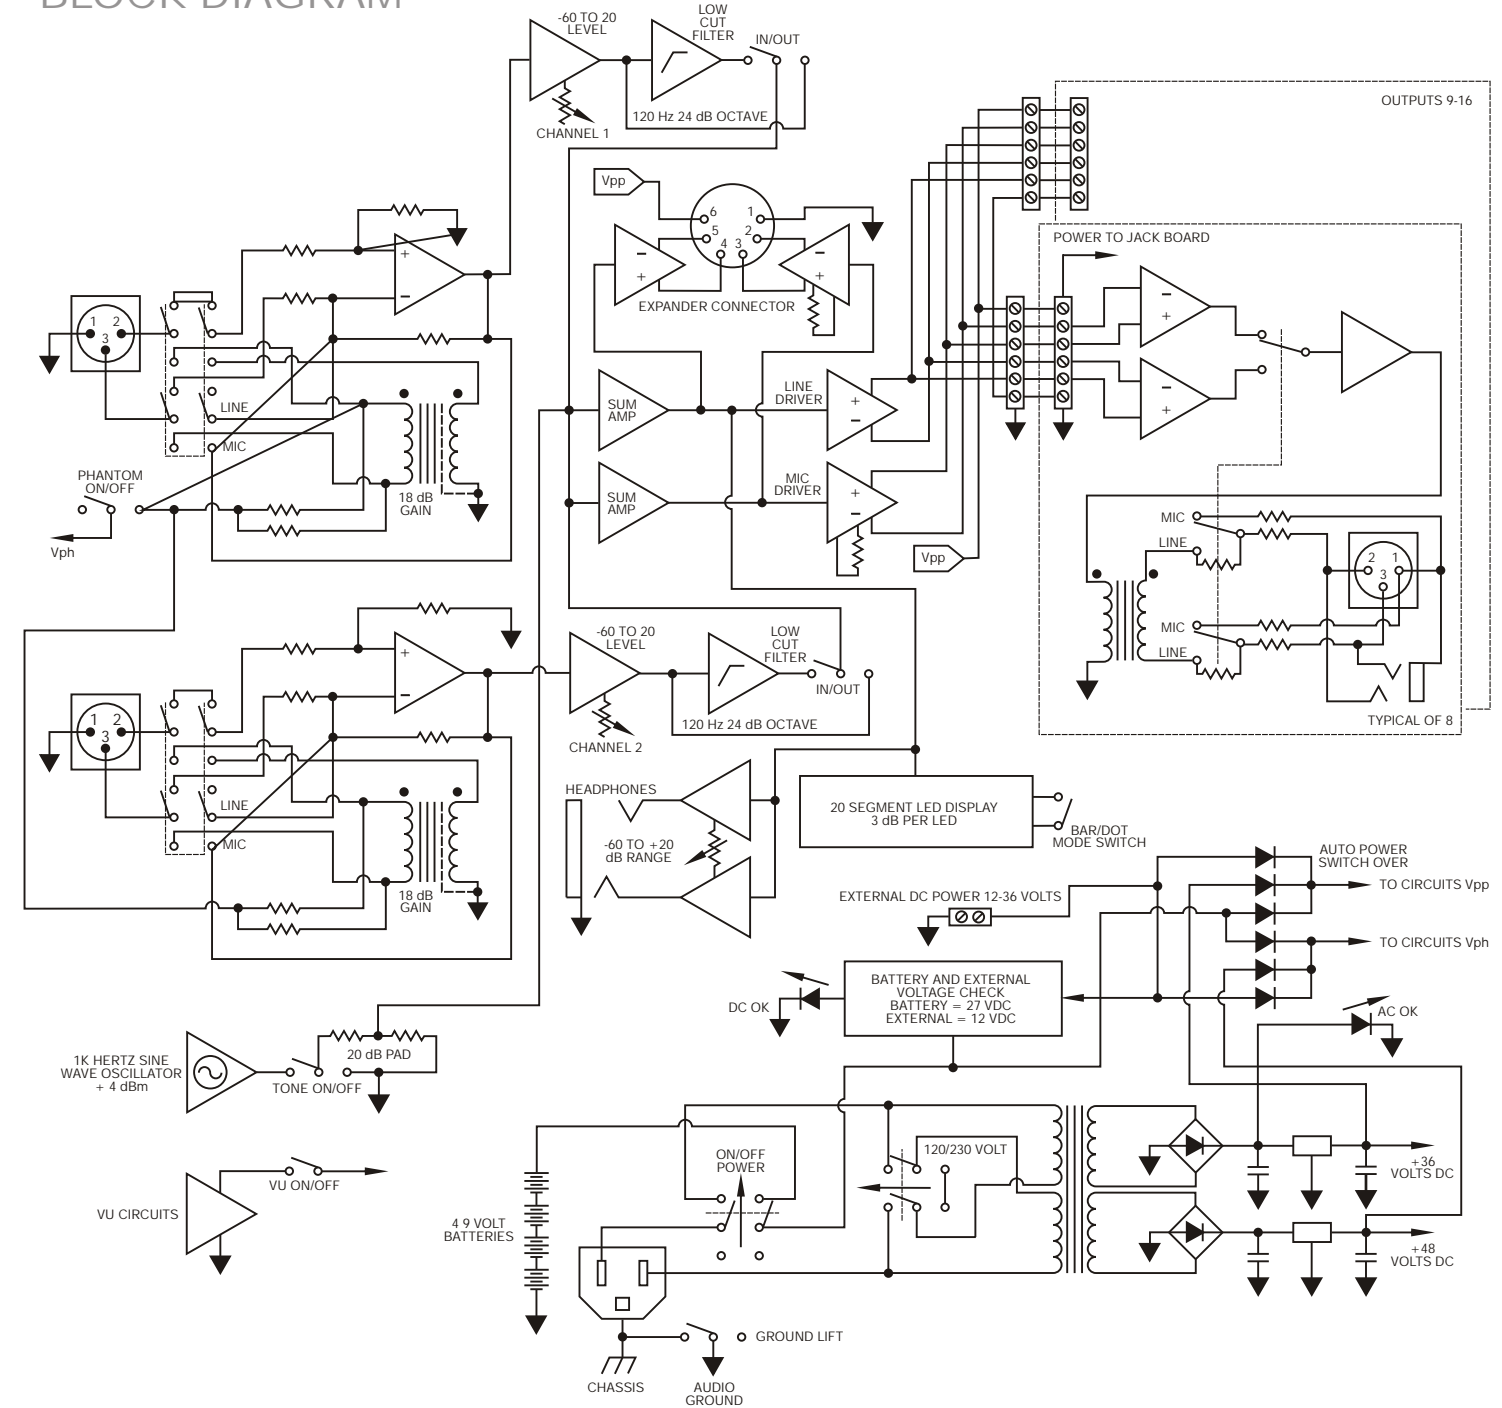 BLOCK DIAGRAM
-60 TO 20
LEVEL
LOW
CUT
FILTER
IN/OUT
120 Hz 24 dB OCTAVE
CHANNEL 1
OUTPUTS 9-16
Vpp
6
5
4
3
2
1
EXPANDER CONNECTOR
POWER TO JACK BOARD
+
−
1
2
3
LINE
MIC
18 dB
GAIN
PHANTOM
ON/OFF
Vph
−
+
−
+
SUM
AMP
LINE
DRIVER
+
−
SUM
AMP
MIC
DRIVER
+
−
Vpp
−
+
−
+
MIC
LINE
2
1
3
MIC
LINE
TYPICAL OF 8
+
−
1
2
3
LINE
MIC
18 dB
GAIN
-60 TO 20
LEVEL
LOW
CUT
FILTER
IN/OUT
120 Hz 24 dB OCTAVE
CHANNEL 2
HEADPHONES
-60 TO +20
dB RANGE
20 SEGMENT LED DISPLAY
3 dB PER LED
BAR/DOT
MODE SWITCH
AUTO POWER
SWITCH OVER
TO CIRCUITS Vpp
EXTERNAL DC POWER 12-36 VOLTS
TO CIRCUITS Vph
BATTERY AND EXTERNAL
VOLTAGE CHECK
BATTERY = 27 VDC
EXTERNAL = 12 VDC
DC OK
AC OK
1K HERTZ SINE
WAVE OSCILLATOR
+ 4 dBm
20 dB PAD
TONE ON/OFF
VU ON/OFF
VU CIRCUITS
4 9 VOLT
BATTERIES
ON/OFF
POWER
120/230 VOLT
+36
VOLTS DC
+48
VOLTS DC
GROUND LIFT
CHASSIS
AUDIO
GROUND